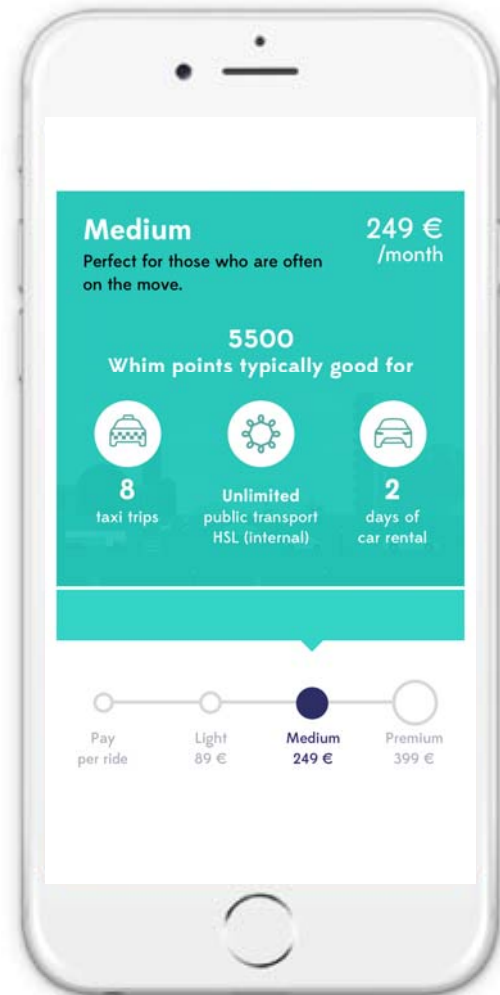 Medium
249 €
/month
Perfect for those who are often
on the move.
5500
Whim points typically good for
8
taxi trips
Unlimited
public transport
HSL (internal)
2
days of
car rental
Pay
per ride
Light
89 €
Medium
249 €
Premium
399 €